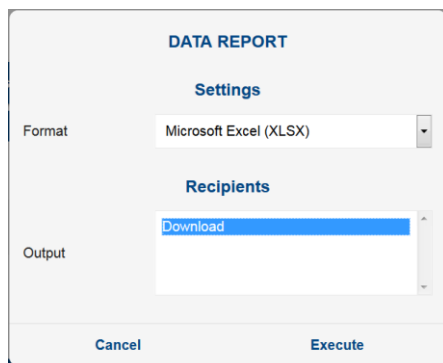 DATA REPORT
Settings
Format Microsoft Excel (XLSX)
Recipients
Download
Output
Cancel Execute